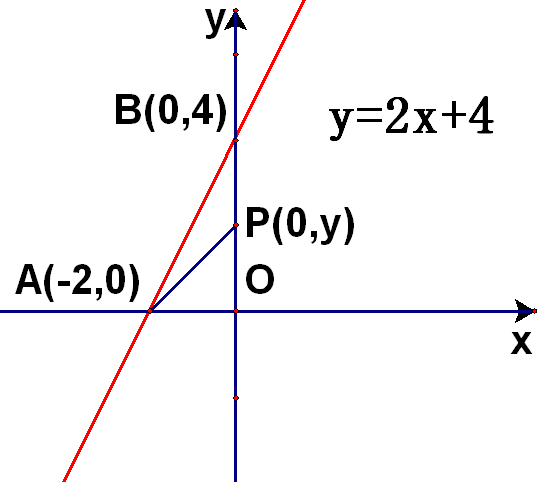 y
B(0,4)
y=2x+4
P(0,y)
A(-2,0)
O
x